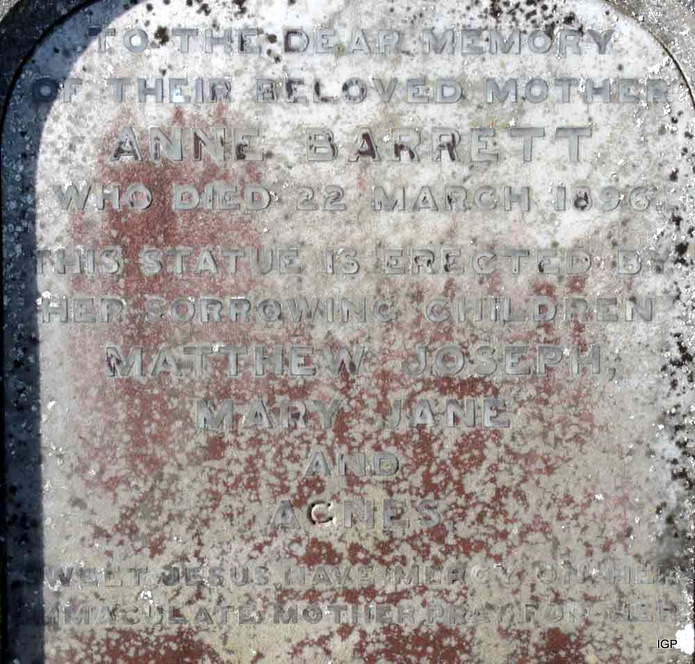 TO THE DEAR MEMORY
OF THEIR BELOVED MOTHER
ANNE BARRETT
WHO DIED 22 MARCH 1896.
THIS STATUE IS ERECTED BY
HER SORROWING CHILDREN
MATTHEW JOSEPH,
MARY JANE
AND
AGNES
SWEET JESUS HAVE MERCY ON HER
IMMACULATE MOTHER PRAY FOR HER
IGP